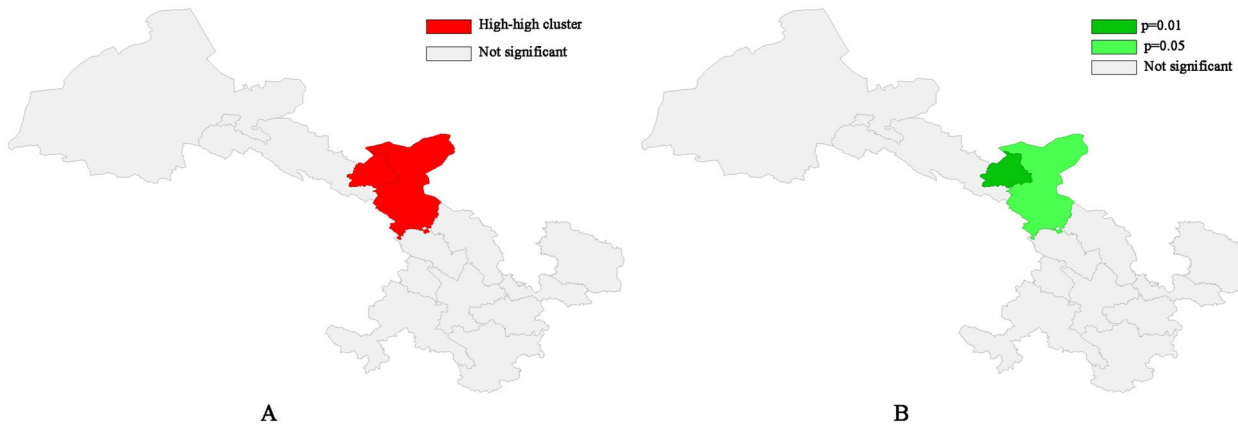 High-high cluster
Not significant
A
p=0.01
p=0.05
Not significant
B